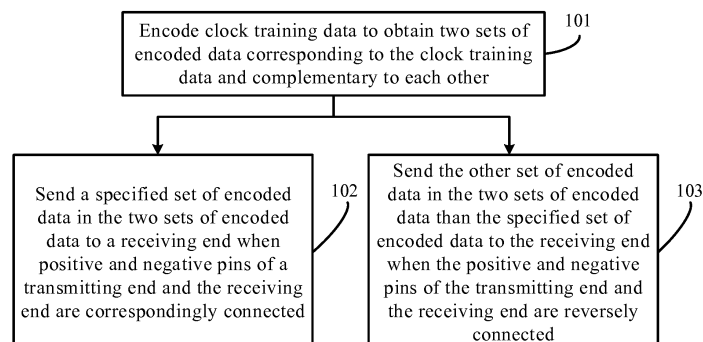 Encode clock training data to obtain two sets of
encoded data corresponding to the clock training
data and complementary to each other
101
Send a specified set of encoded
data in the two sets of encoded
data to a receiving end when
positive and negative pins of a
transmitting end and the receiving
end are correspondingly connected
102
Send the other set of encoded
data in the two sets of encoded
data than the specified set of
encoded data to the receiving end
when the positive and negative
pins of the transmitting end and
the receiving end are reversely
connected
103